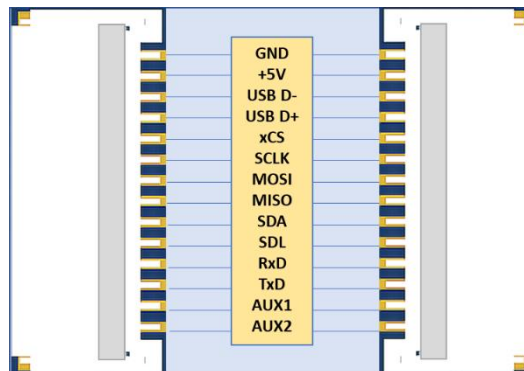 GND
+5V
USB D-
USB D+
xCS
SCLK
MOSI
MISO
SDA
SDL
RxD
TxD
AUX1
AUX2